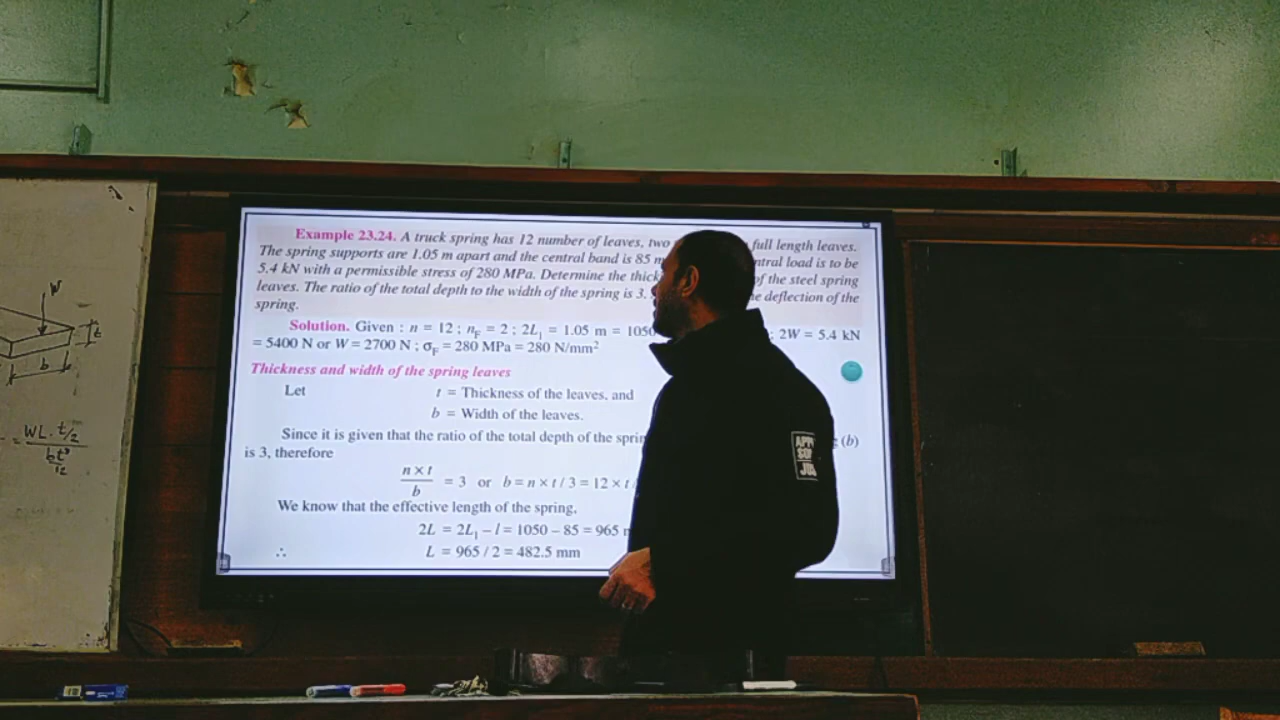 Example 23.24. A truck spring has 12 number of leaves, two full length leaves.
The spring supports are 1.05 m apart and the central band is 85 ntral load is to be
5.4 kN with a permissible stress of 280 MPa. Determine the thick of the steel spring
leaves. The ratio of the total depth to the width of the spring is 3. he deflection of the
spring.
Solution. Given : n = 12 ; nF = 2 ; 2L1 = 1.05 m = 1050 ; 2W = 5.4 kN
= 5400 N or W = 2700 N ; σF = 280 MPa = 280 N/mm²
Thickness and width of the spring leaves
Let t = Thickness of the leaves, and
b = Width of the leaves.
Since it is given that the ratio of the total depth of the sprin (b)
is 3, therefore
n × t / b = 3 or b = n × t / 3 = 12 × t
We know that the effective length of the spring,
2L = 2L1 – l = 1050 – 85 = 965
∴ L = 965 / 2 = 482.5 mm
W
t
b
= WL. t/2
bt³
12
APP
SEP
JU